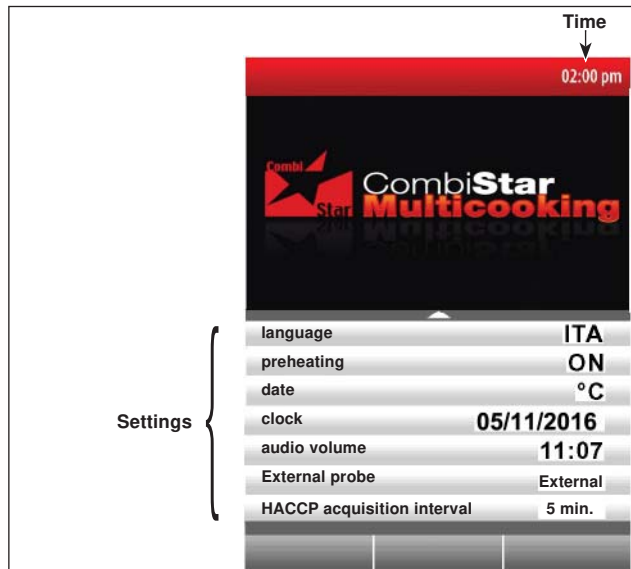 Time
02:00 pm
Combi
Star
CombiStar
Multicooking
language ITA
preheating ON
date °C
clock 05/11/2016
Settings
audio volume 11:07
External probe External
HACCP acquisition interval 5 min.